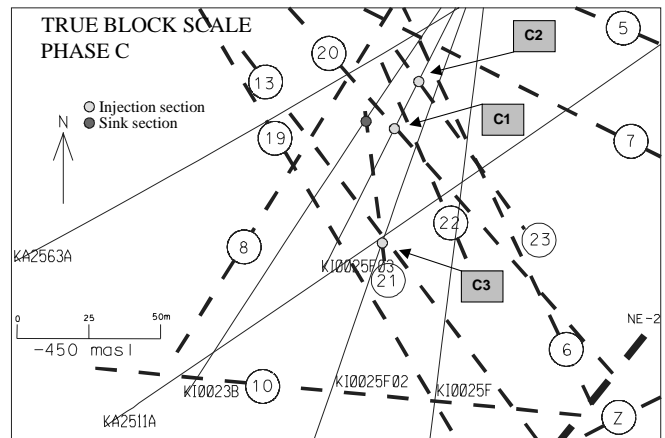 TRUE BLOCK SCALE
PHASE C
Injection section
Sink section
N
C2
C1
C3
5
20
13
19
7
8
22
23
21
6
10
Z
NE-2
KA2563A
KI0025F03
0 25 50m
-450 masl
KI0023B
KI0025F02
KI0025F
KA2511A